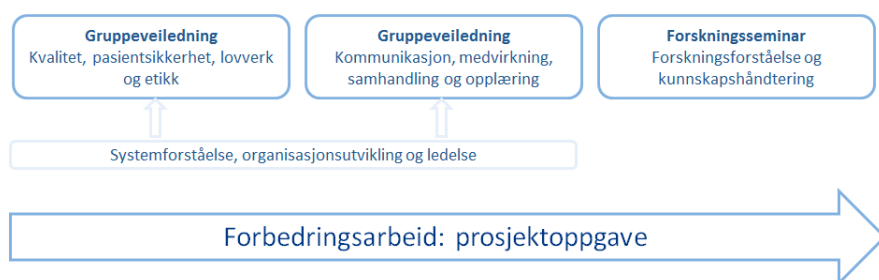 Gruppeveiledning
Kvalitet, pasientsikkerhet, lovverk
og etikk
Gruppeveiledning
Kommunikasjon, medvirkning,
samhandling og opplæring
Forskningsseminar
Forskningsforståelse og
kunnskapshåndtering
Systemforståelse, organisasjonsutvikling og ledelse
Forbedringsarbeid: prosjektoppgave